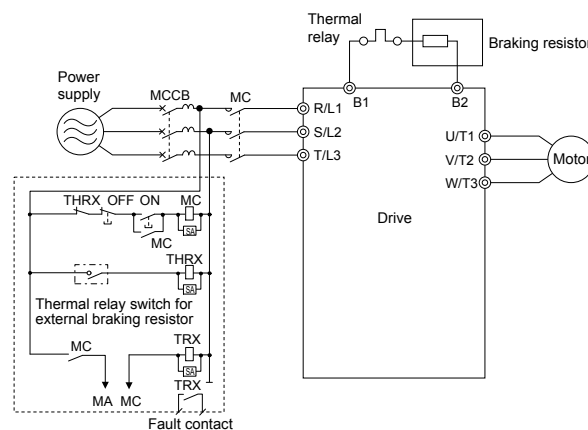 Thermal
relay
Braking resistor
Power
supply
MCCB
MC
B1
B2
R/L1
S/L2
T/L3
U/T1
V/T2
W/T3
Motor
Drive
THRX OFF ON
MC
SA
MC
THRX
SA
Thermal relay switch for
external braking resistor
MC
TRX
SA
MA MC
TRX
Fault contact